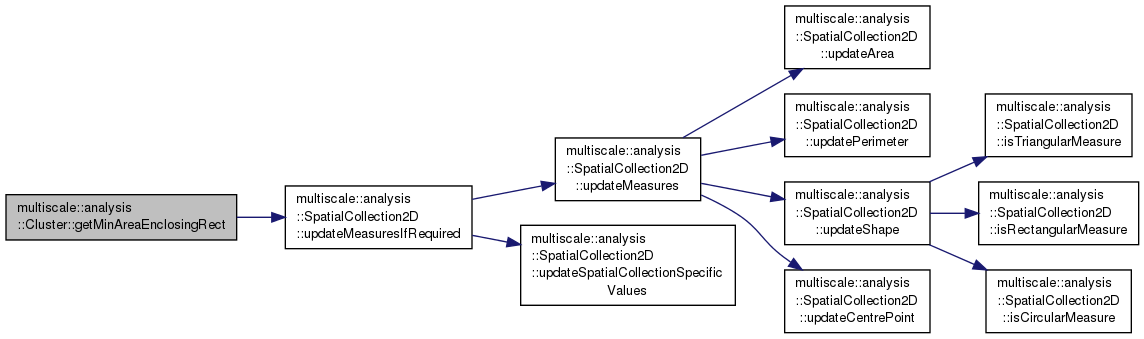 multiscale::analysis
::Cluster::getMinAreaEnclosingRect
multiscale::analysis
::SpatialCollection2D
::updateMeasuresIfRequired
multiscale::analysis
::SpatialCollection2D
::updateMeasures
multiscale::analysis
::SpatialCollection2D
::updateSpatialCollectionSpecific
Values
multiscale::analysis
::SpatialCollection2D
::updateArea
multiscale::analysis
::SpatialCollection2D
::updatePerimeter
multiscale::analysis
::SpatialCollection2D
::updateShape
multiscale::analysis
::SpatialCollection2D
::updateCentrePoint
multiscale::analysis
::SpatialCollection2D
::isTriangularMeasure
multiscale::analysis
::SpatialCollection2D
::isRectangularMeasure
multiscale::analysis
::SpatialCollection2D
::isCircularMeasure